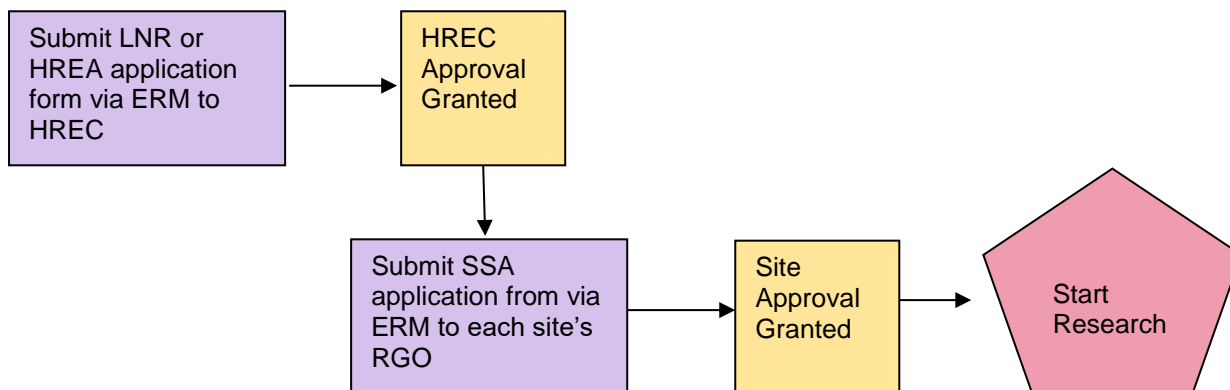 Submit LNR or
HREA application
form via ERM to
HREC
HREC
Approval
Granted
Submit SSA
application from via
ERM to each site’s
RGO
Site
Approval
Granted
Start
Research